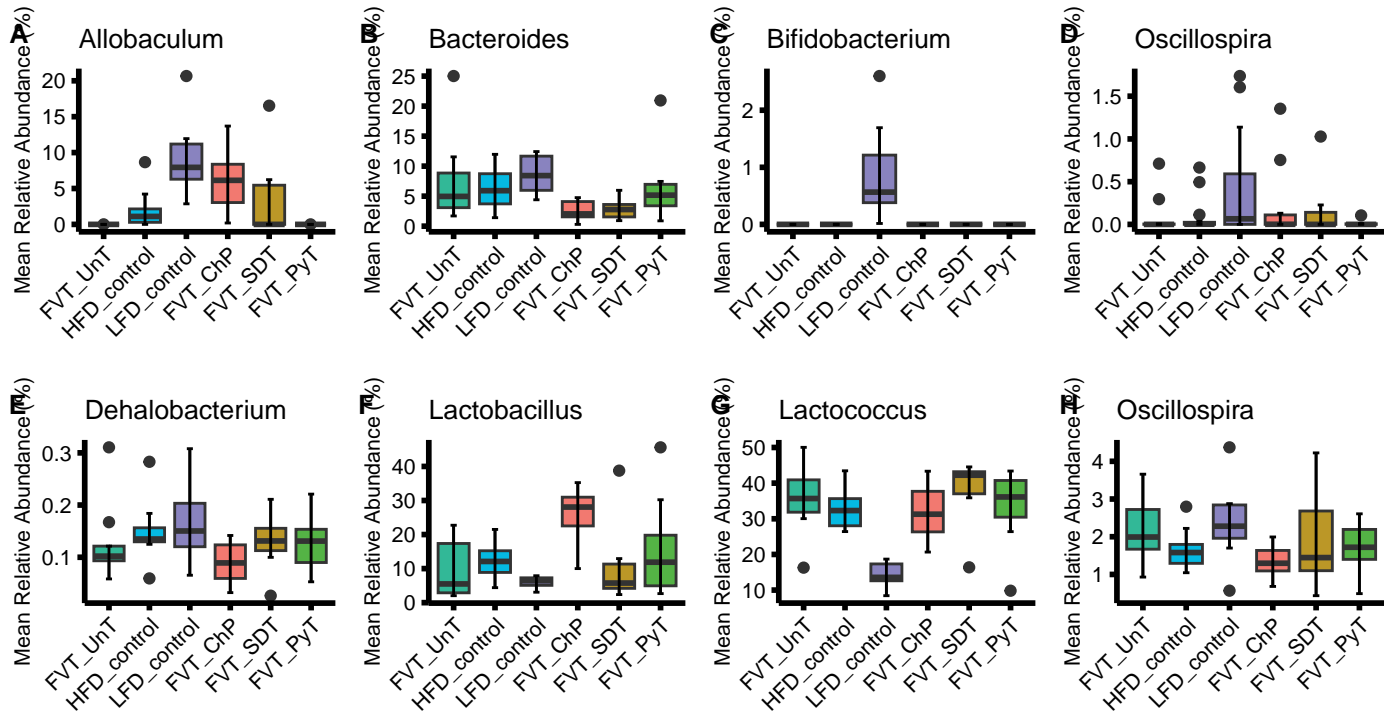 A Allobaculum
Mean Relative Abundance (%)
20
15
10
5
0
FVT_UnT
HFD_control
LFD_control
FVT_ChP
FVT_SDT
FVT_PyT
B Bacteroides
Mean Relative Abundance (%)
25
20
15
10
5
0
FVT_UnT
HFD_control
LFD_control
FVT_ChP
FVT_SDT
FVT_PyT
C Bifidobacterium
Mean Relative Abundance (%)
2
1
0
FVT_UnT
HFD_control
LFD_control
FVT_ChP
FVT_SDT
FVT_PyT
D Oscillospira
Mean Relative Abundance (%)
1.5
1.0
0.5
0.0
FVT_UnT
HFD_control
LFD_control
FVT_ChP
FVT_SDT
FVT_PyT
E Dehalobacterium
Mean Relative Abundance (%)
0.3
0.2
0.1
FVT_UnT
HFD_control
LFD_control
FVT_ChP
FVT_SDT
FVT_PyT
F Lactobacillus
Mean Relative Abundance (%)
40
30
20
10
0
FVT_UnT
HFD_control
LFD_control
FVT_ChP
FVT_SDT
FVT_PyT
G Lactococcus
Mean Relative Abundance (%)
50
40
30
20
10
FVT_UnT
HFD_control
LFD_control
FVT_ChP
FVT_SDT
FVT_PyT
H Oscillospira
Mean Relative Abundance (%)
4
3
2
1
FVT_UnT
HFD_control
LFD_control
FVT_ChP
FVT_SDT
FVT_PyT